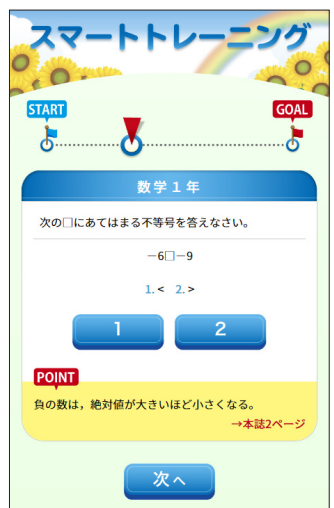 スマートトレーニング
START
GOAL
数学1年
次の□にあてはまる不等号を答えなさい。
−6□−9
1.< 2.>
1
2
POINT
負の数は，絶対値が大きいほど小さくなる。
→本誌2ページ
次へ